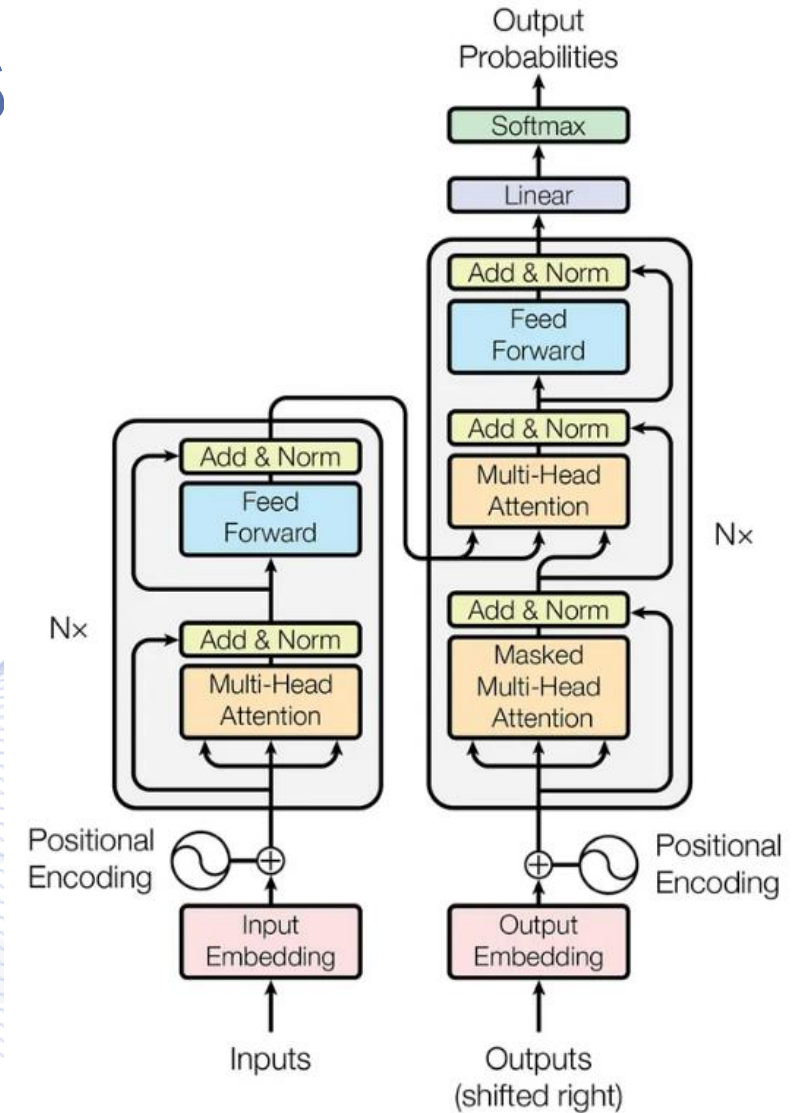 Output
Probabilities
Softmax
Linear
Add & Norm
Feed
Forward
Add & Norm
Multi-Head
Attention
Nx
Add & Norm
Masked
Multi-Head
Attention
Add & Norm
Feed
Forward
Nx
Add & Norm
Multi-Head
Attention
Positional
Encoding
Positional
Encoding
Input
Embedding
Output
Embedding
Inputs
Outputs
(shifted right)